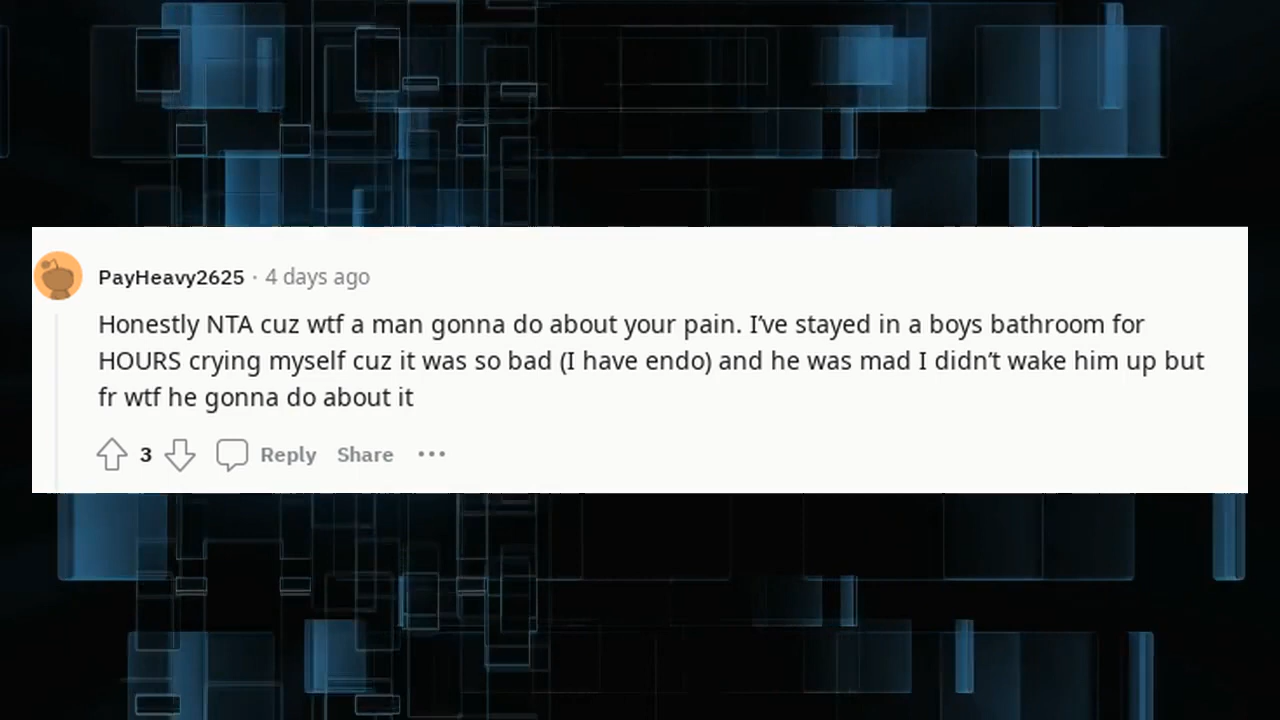 PayHeavy2625 · 4 days ago
Honestly NTA cuz wtf a man gonna do about your pain. I’ve stayed in a boys bathroom for
HOURS crying myself cuz it was so bad (I have endo) and he was mad I didn’t wake him up but
fr wtf he gonna do about it
3 Reply Share ···